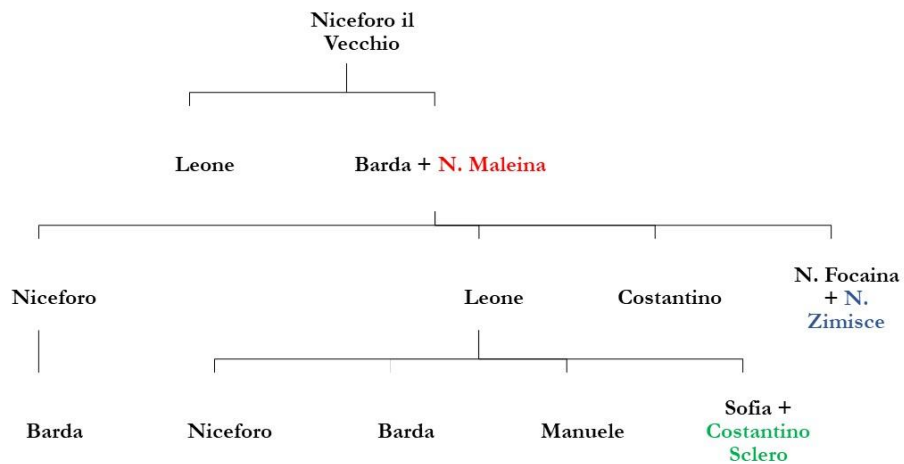 Niceforo il
Vecchio
Leone
Barda + N. Maleina
Niceforo
Leone
Costantino
N. Focaina
+ N.
Zimisce
Barda
Niceforo
Barda
Manuele
Sofia +
Costantino
Sclero